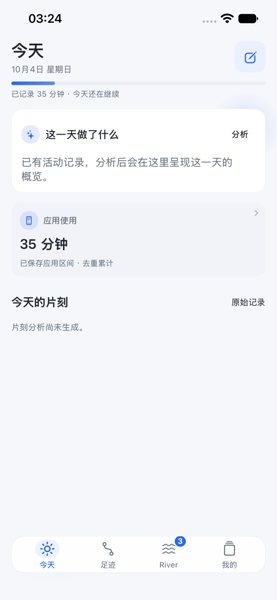 03:24
今天
10月4日 星期日
已记录 35 分钟 · 今天还在继续
这一天做了什么
分析
已有活动记录，分析后会在这里呈现这一天的
概览。
应用使用
35 分钟
已保存应用区间 · 去重累计
今天的片刻
原始记录
片刻分析尚未生成。
3
今天
足迹
River
我的